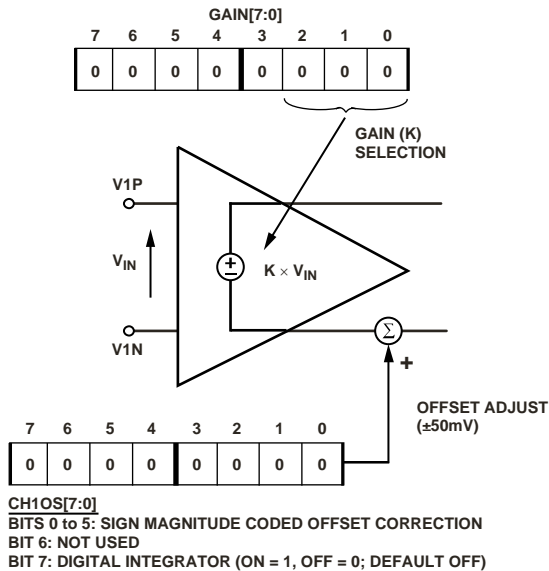 GAIN[7:0]
7 6 5 4 3 2 1 0
0 0 0 0 0 0 0 0
GAIN (K)
SELECTION
V1P
VIN
K × VIN
V1N
+
–
Σ
+
OFFSET ADJUST
(±50mV)
7 6 5 4 3 2 1 0
0 0 0 0 0 0 0 0
CH1OS[7:0]
BITS 0 to 5: SIGN MAGNITUDE CODED OFFSET CORRECTION
BIT 6: NOT USED
BIT 7: DIGITAL INTEGRATOR (ON = 1, OFF = 0; DEFAULT OFF)